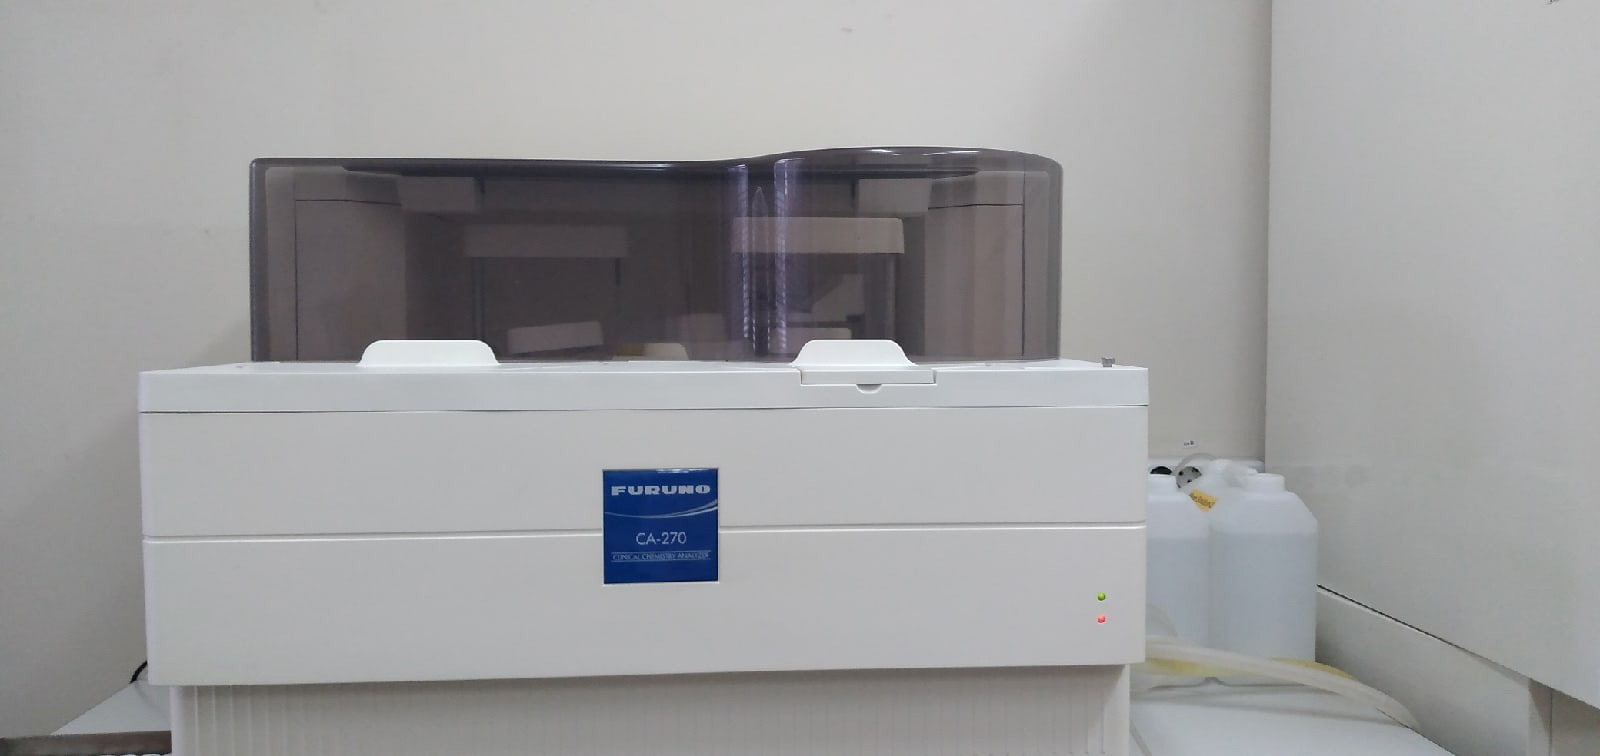 FURUNO
CA-270
CLINICAL CHEMISTRY ANALYZER